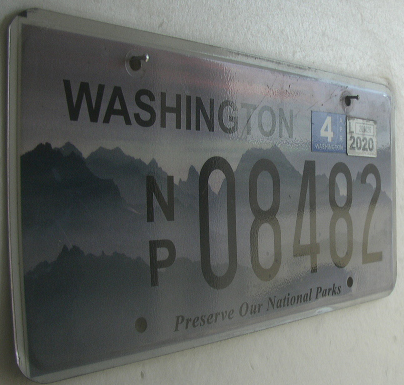 WASHINGTON
4
2020
NP 08482
Preserve Our National Parks